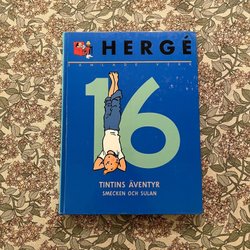 HERGÉ
SAMLADE VERK
16
TINTINS ÄVENTYR
SMECKEN OCH SULAN